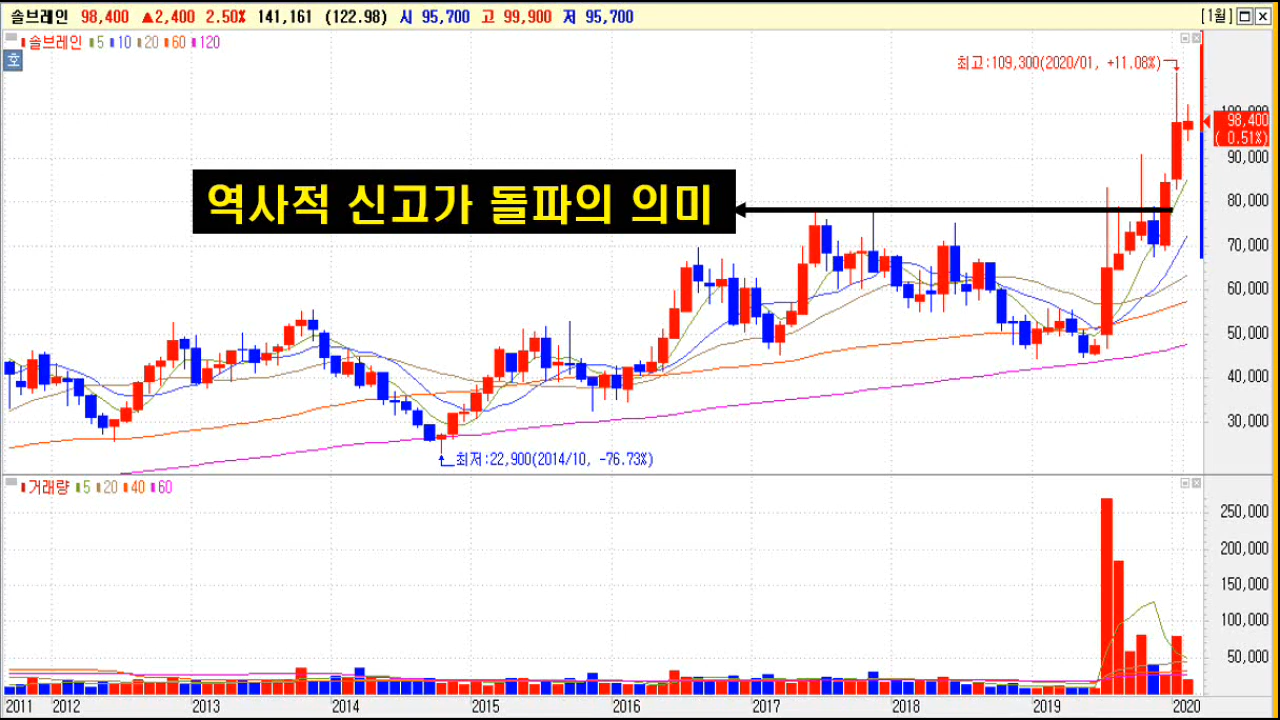 솔브레인 98,400 ▲2,400 2.50% 141,161 (122.98) 시 95,700 고 99,900 저 95,700 [1월]
솔브레인 5 10 20 60 120
호
최고:109,300(2020/01, +11.08%)
98,400
( 0.51%)
90,000
역사적 신고가 돌파의 의미
80,000
70,000
60,000
50,000
40,000
30,000
최저:22,900(2014/10, -76.73%)
거래량 5 20 40 60
250,000
200,000
150,000
100,000
50,000
2011 2012 2013 2014 2015 2016 2017 2018 2019 2020